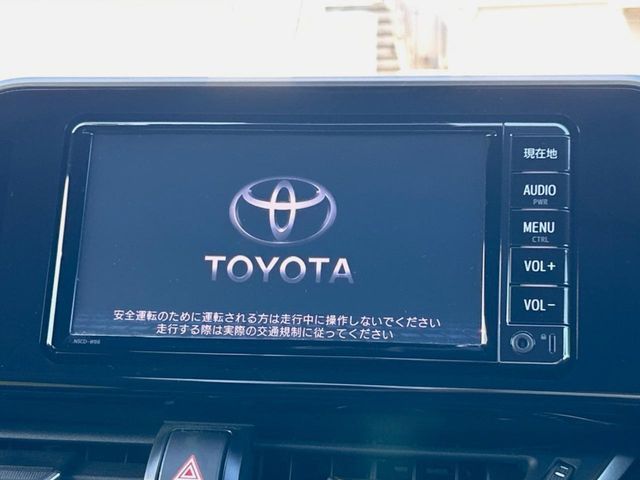 TOYOTA
安全運転のために運転される方は走行中に操作しないでください
走行する際は実際の交通規制に従ってください
NSCD-W66
現在地
AUDIO
PWR
MENU
CTRL
VOL+
VOL-